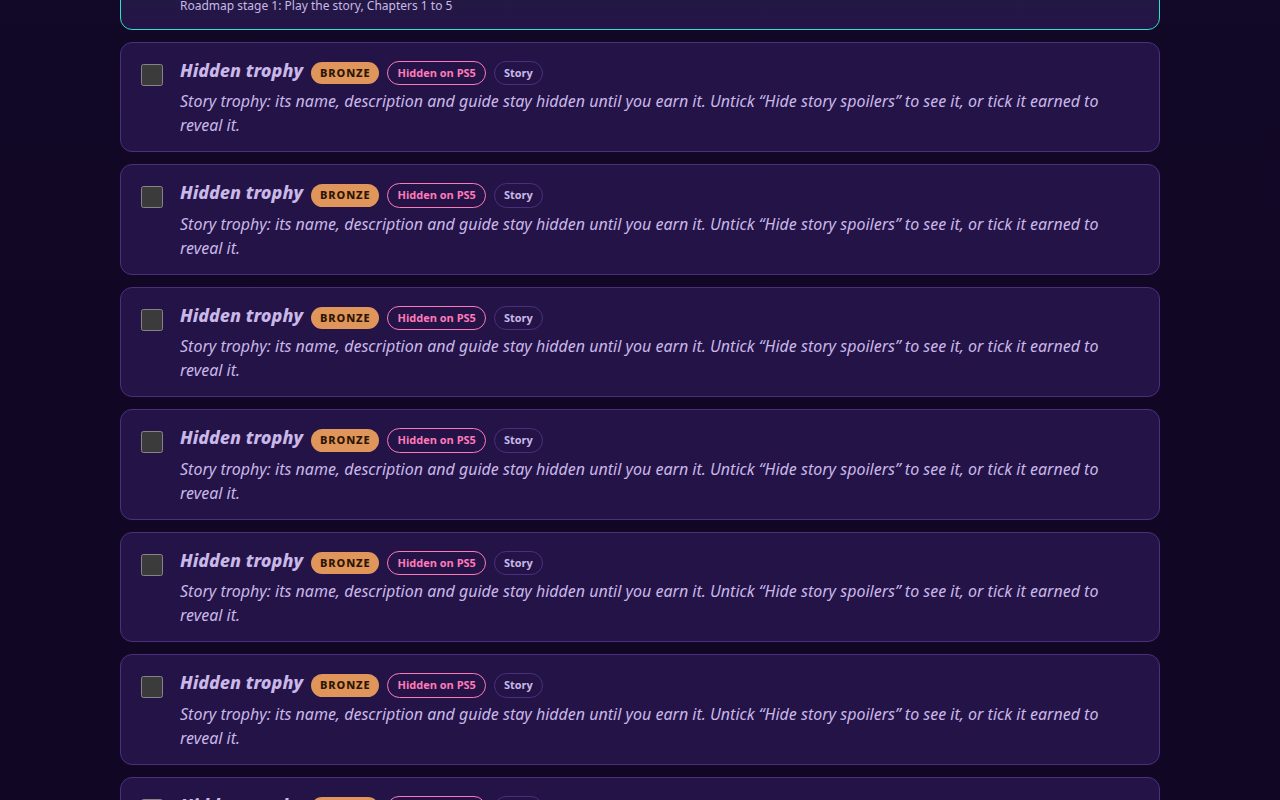 Roadmap stage 1: Play the story, Chapters 1 to 5
Hidden trophy BRONZE Hidden on PS5 Story
Story trophy: its name, description and guide stay hidden until you earn it. Untick “Hide story spoilers” to see it, or tick it earned to
reveal it.
Hidden trophy BRONZE Hidden on PS5 Story
Story trophy: its name, description and guide stay hidden until you earn it. Untick “Hide story spoilers” to see it, or tick it earned to
reveal it.
Hidden trophy BRONZE Hidden on PS5 Story
Story trophy: its name, description and guide stay hidden until you earn it. Untick “Hide story spoilers” to see it, or tick it earned to
reveal it.
Hidden trophy BRONZE Hidden on PS5 Story
Story trophy: its name, description and guide stay hidden until you earn it. Untick “Hide story spoilers” to see it, or tick it earned to
reveal it.
Hidden trophy BRONZE Hidden on PS5 Story
Story trophy: its name, description and guide stay hidden until you earn it. Untick “Hide story spoilers” to see it, or tick it earned to
reveal it.
Hidden trophy BRONZE Hidden on PS5 Story
Story trophy: its name, description and guide stay hidden until you earn it. Untick “Hide story spoilers” to see it, or tick it earned to
reveal it.